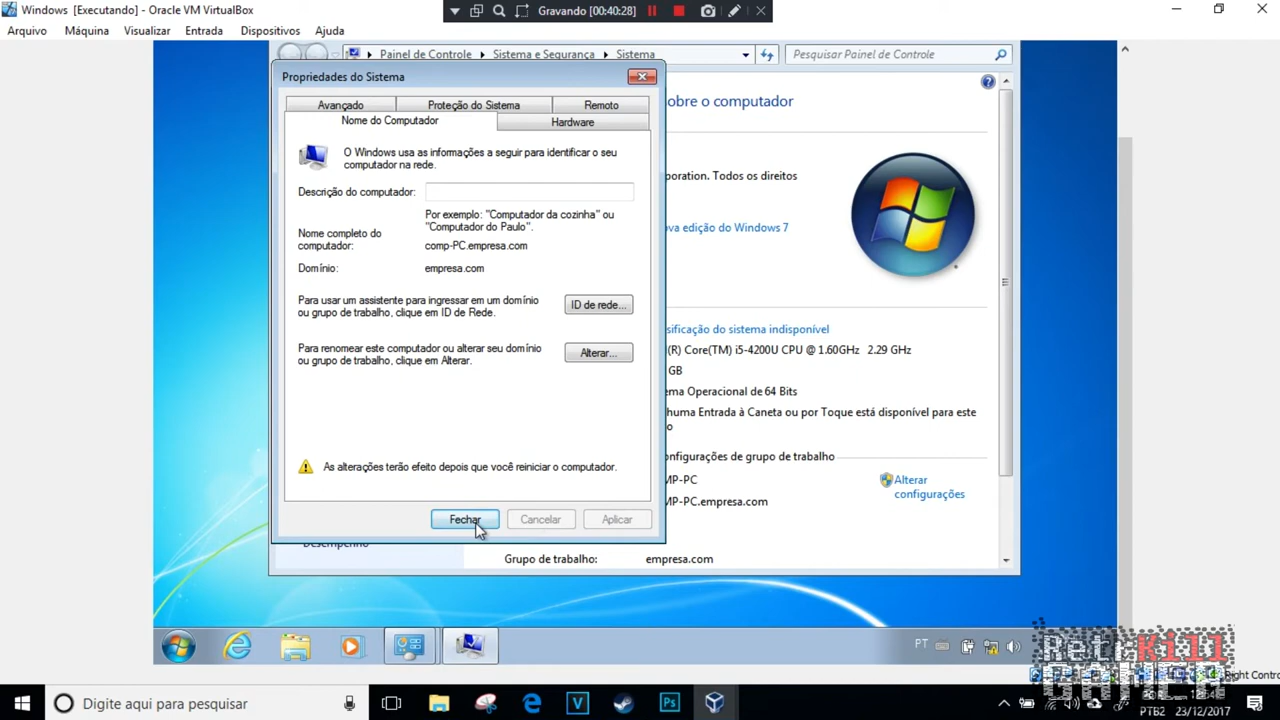 Windows [Executando] - Oracle VM VirtualBox
Gravando [00:40:28]
Arquivo Máquina Visualizar Entrada Dispositivos Ajuda
Painel de Controle Sistema e Segurança Sistema
Pesquisar Painel de Controle
Propriedades do Sistema
Avançado Proteção do Sistema Remoto
Nome do Computador Hardware
O Windows usa as informações a seguir para identificar o seu
computador na rede.
Descrição do computador:
Por exemplo: "Computador da cozinha" ou
"Computador do Paulo".
Nome completo do
computador:
comp-PC.empresa.com
Domínio: empresa.com
Para usar um assistente para ingressar em um domínio
ou grupo de trabalho, clique em ID de Rede.
ID de rede...
Para renomear este computador ou alterar seu domínio
ou grupo de trabalho, clique em Alterar.
Alterar...
As alterações terão efeito depois que você reiniciar o computador.
Fechar Cancelar Aplicar
obre o computador
oration. Todos os direitos
ova edição do Windows 7
sificação do sistema indisponível
(R) Core(TM) i5-4200U CPU @ 1.60GHz 2.29 GHz
GB
ema Operacional de 64 Bits
huma Entrada à Caneta ou por Toque está disponível para este
o
onfigurações de grupo de trabalho
MP-PC
Alterar
configurações
MP-PC.empresa.com
Desempenho
Grupo de trabalho: empresa.com
PT
Retr Kill
GAMER
Right Control
Digite aqui para pesquisar
PTB2 23/12/2017